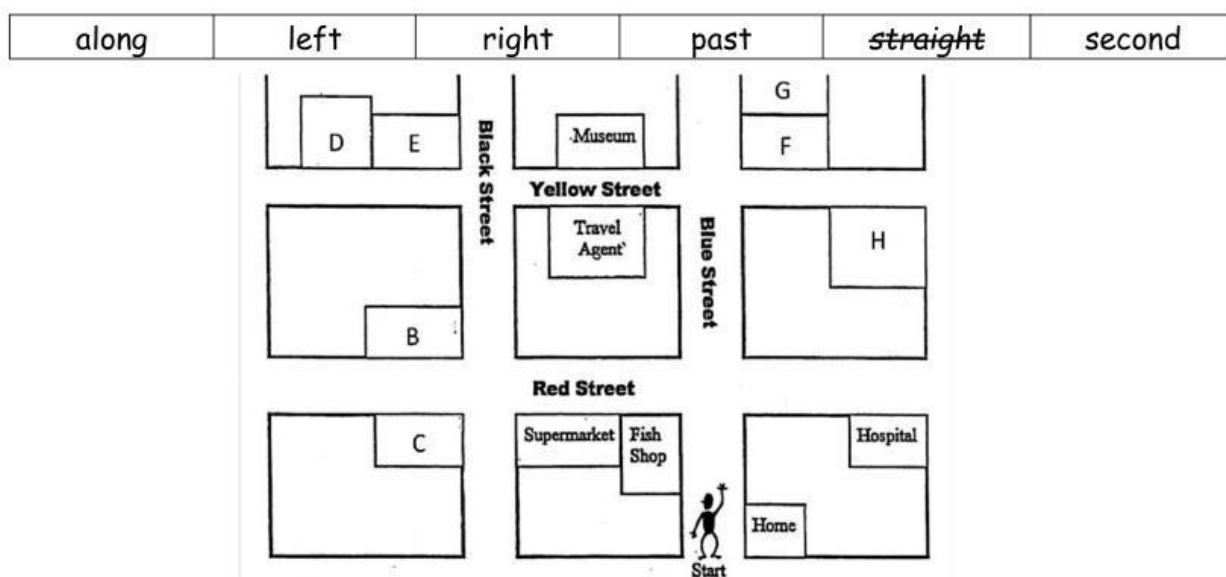 along left right past straight second
G
D E Museum F
Black Street
Yellow Street
Travel
Agent
Blue Street
H
B
Red Street
C Supermarket Fish
Shop
Hospital
Home
Start